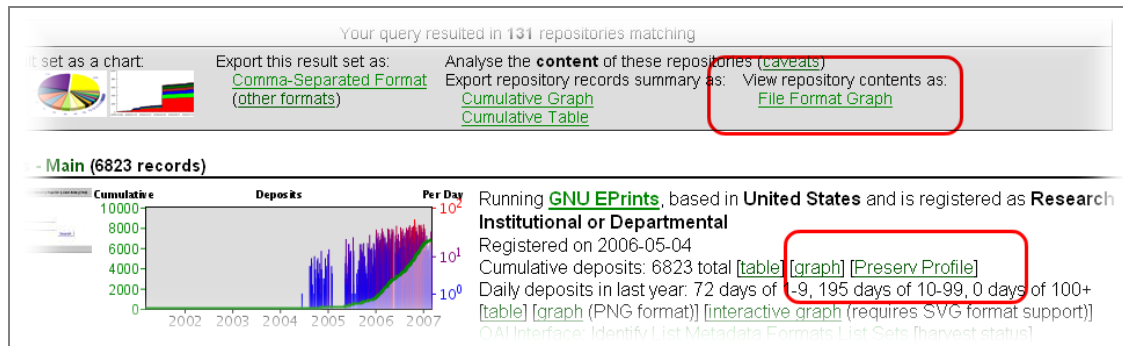 Your query resulted in 131 repositories matching
t set as a chart:
Export this result set as:
Comma-Separated Format
(other formats)
Analyse the content of these repositories (caveats)
Export repository records summary as:
Cumulative Graph
Cumulative Table
View repository contents as:
File Format Graph
- Main (6823 records)
Cumulative Deposits Per Day
10000
8000
6000
4000
2000
0
10^2
10^1
10^0
2002 2003 2004 2005 2006 2007
Running GNU EPrints, based in United States and is registered as Research
Institutional or Departmental
Registered on 2006-05-04
Cumulative deposits: 6823 total [table] [graph] [Preserv Profile]
Daily deposits in last year: 72 days of 1-9, 195 days of 10-99, 0 days of 100+
[table] [graph (PNG format)] [interactive graph (requires SVG format support)]
OAI Interface: Identify List Metadata Formats List Sets [harvest status]